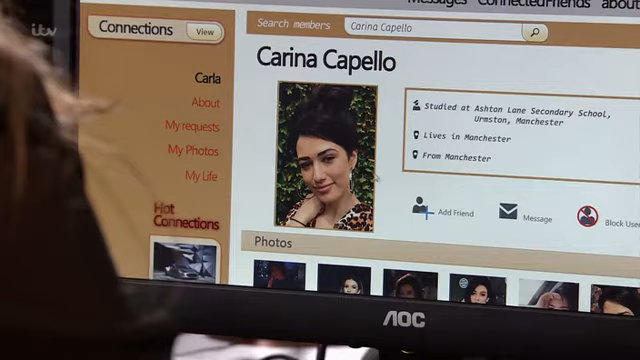 itv
Messages ConnectedFriends about
Connections View
Search members Carina Capello
Carina Capello
Carla
About
My requests
My Photos
My Life
Hot
Connections
Studied at Ashton Lane Secondary School,
Urmston, Manchester
Lives in Manchester
From Manchester
Add Friend
Message
Block User
Photos
AOC